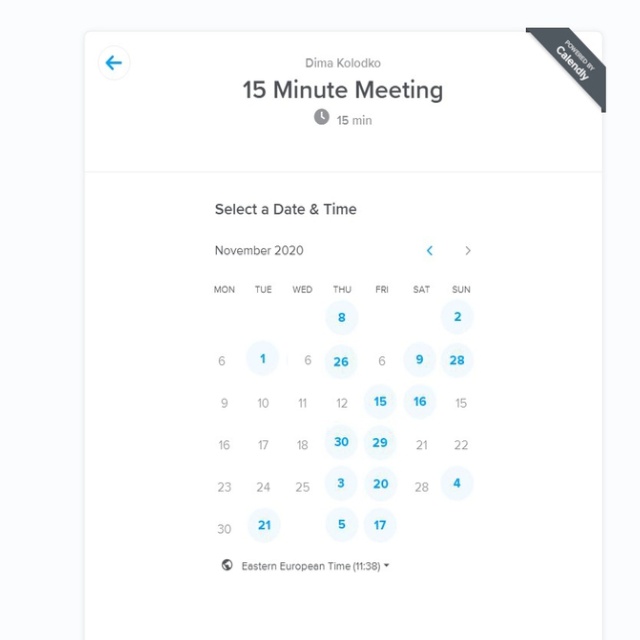 POWERED BY
Calendly
Dima Kolodko
15 Minute Meeting
15 min
Select a Date & Time
November 2020
MON TUE WED THU FRI SAT SUN
8 2
6 1 6 26 6 9 28
9 10 11 12 15 16 15
16 17 18 30 29 21 22
23 24 25 3 20 28 4
30 21 5 17
Eastern European Time (11:38)